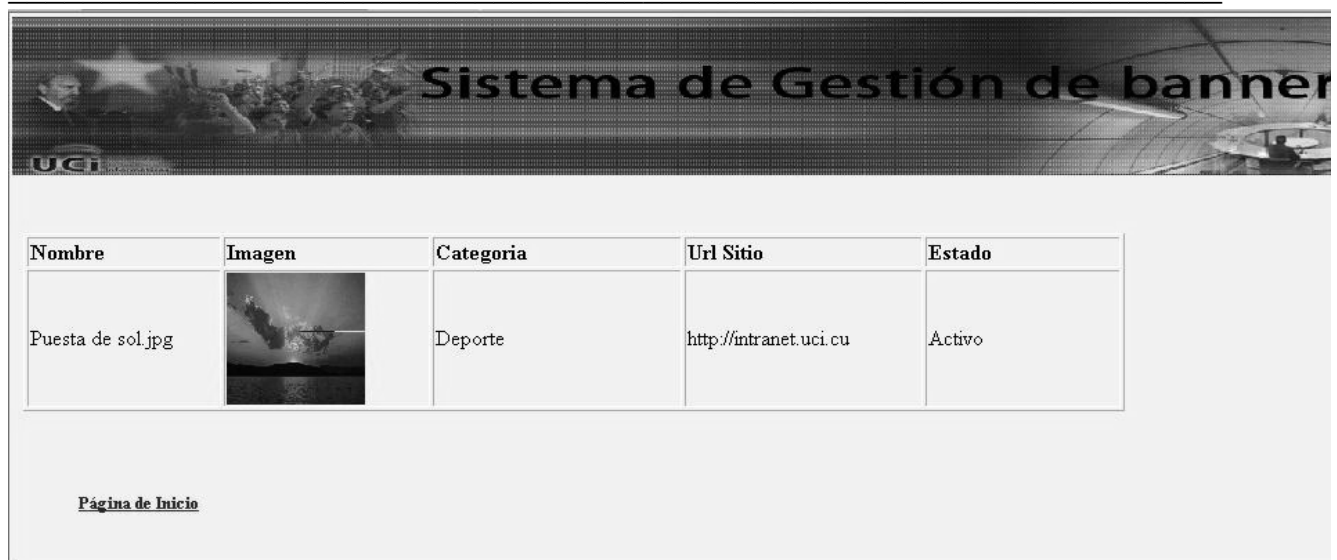 Sistema de Gestión de banner
UCi
Nombre Imagen Categoria Url Sitio Estado
Puesta de sol.jpg Deporte http://intranet.uci.cu Activo
Página de Inicio